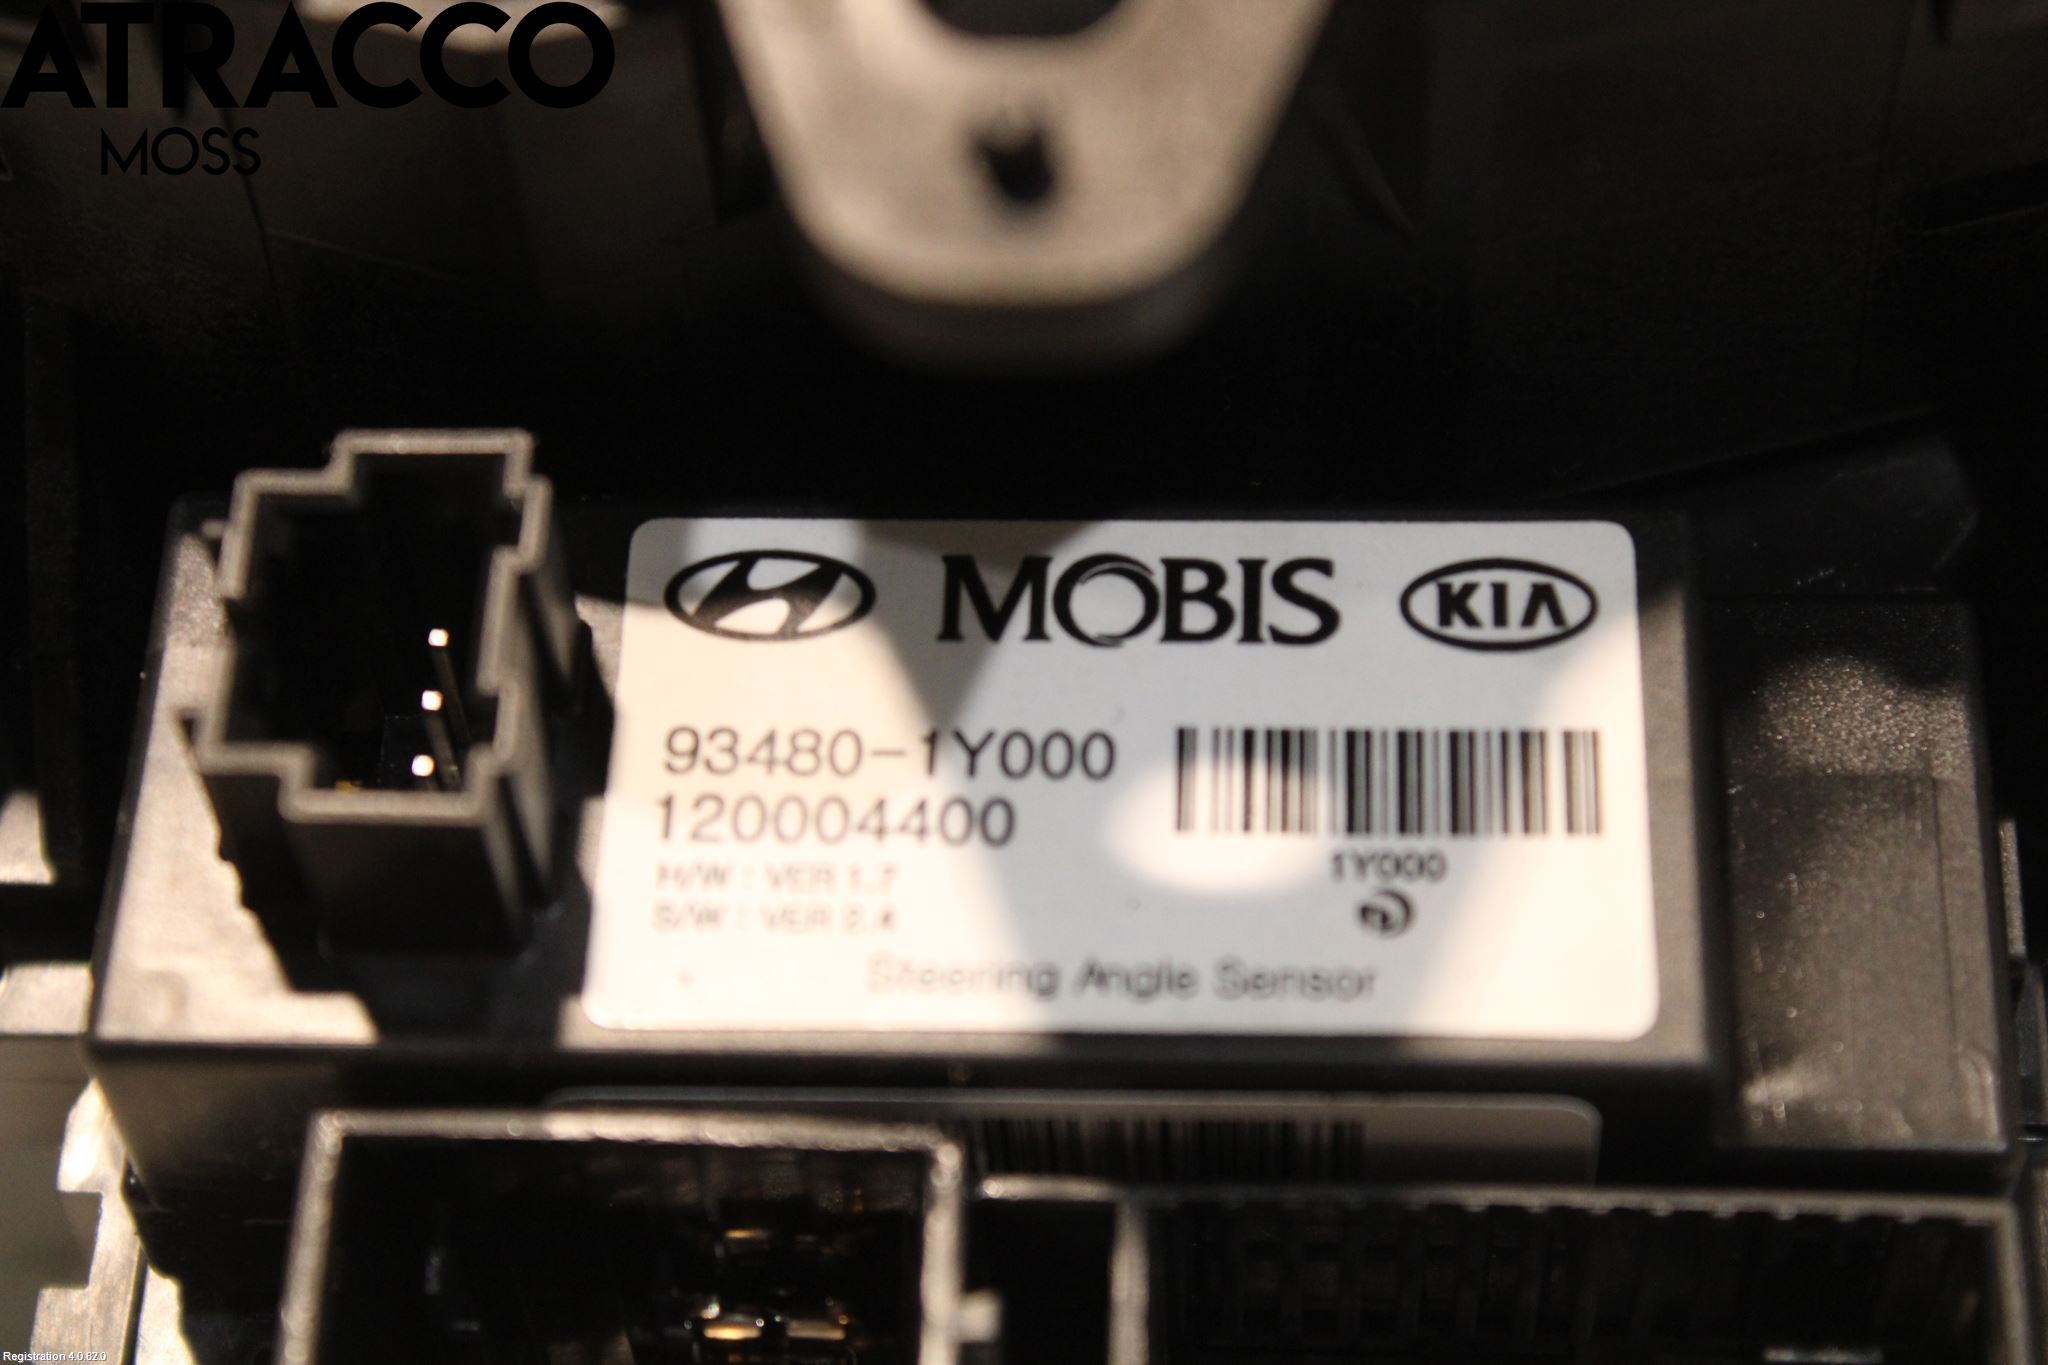 ATRACCO
MOSS
MOBIS KIA
93480-1Y000
120004400
1Y000
H/W : VER 1.7
S/W : VER 2.4
Steering Angle Sensor
Registration 4.0.82.0